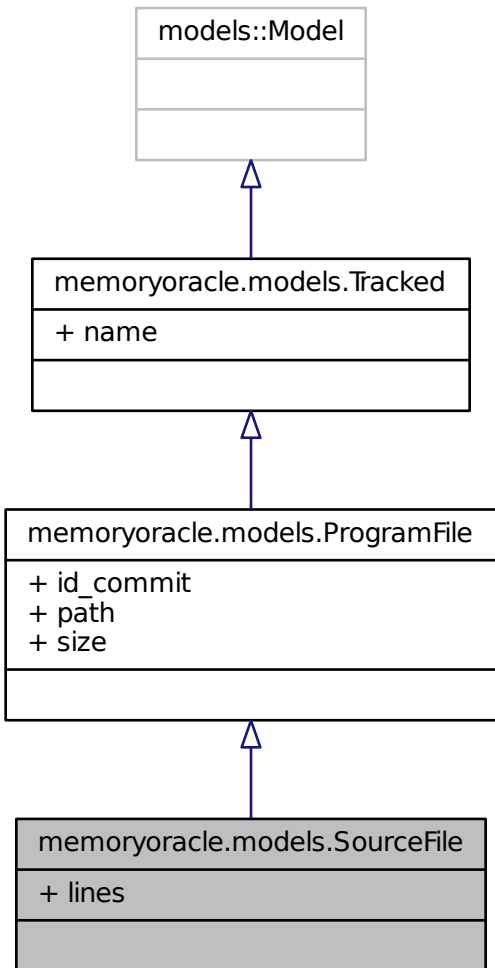 models::Model
memoryoracle.models.Tracked
+ name
memoryoracle.models.ProgramFile
+ id_commit
+ path
+ size
memoryoracle.models.SourceFile
+ lines